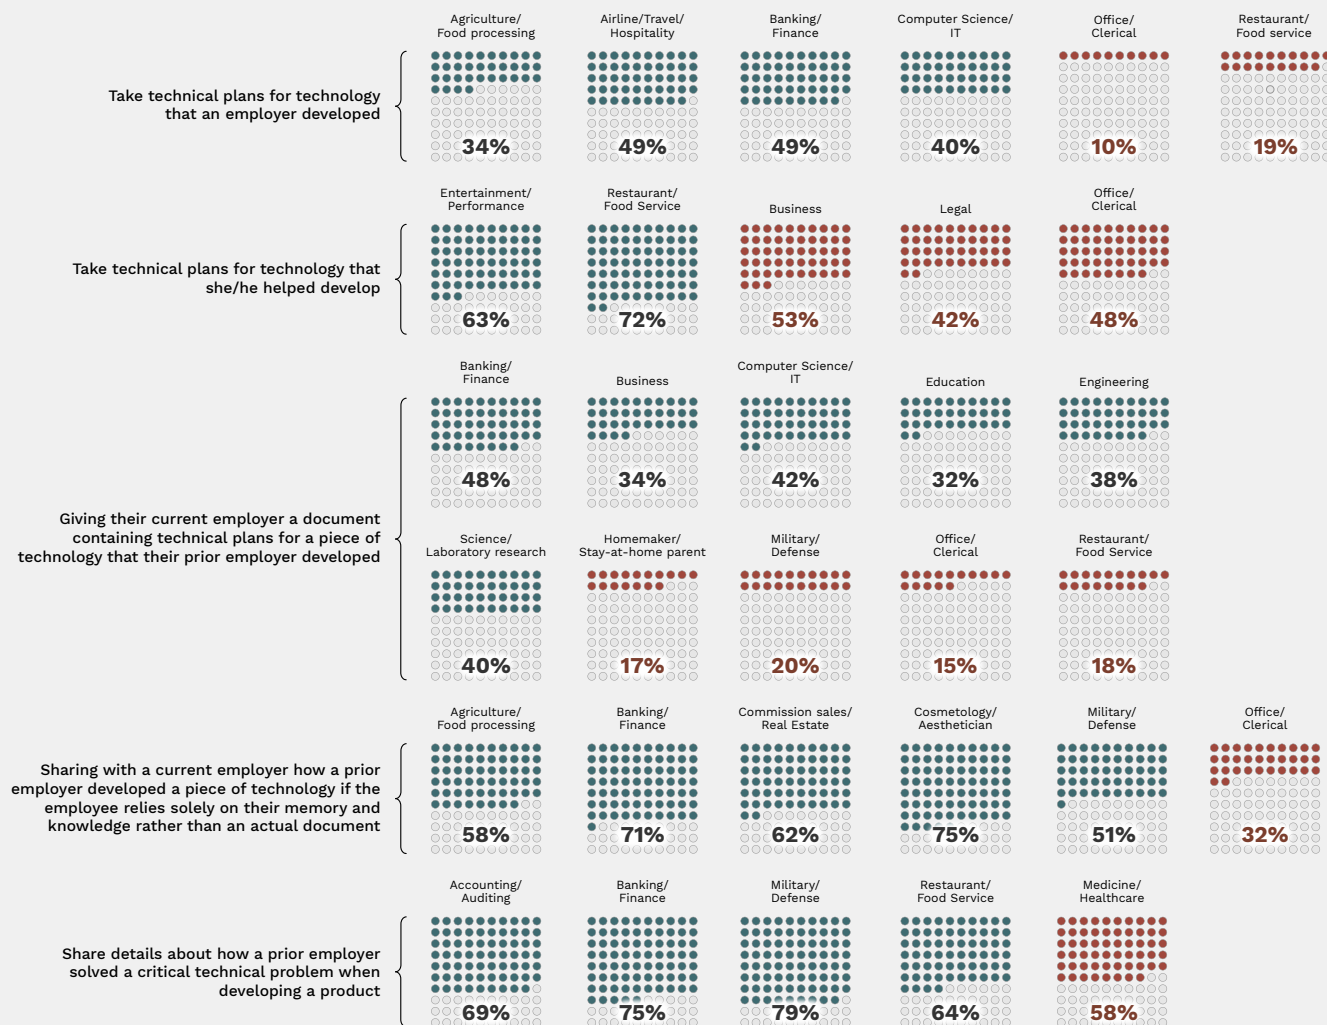 Agriculture/
Food processing
Airline/Travel/
Hospitality
Banking/
Finance
Computer Science/
IT
Office/
Clerical
Restaurant/
Food service
Take technical plans for technology
that an employer developed
34%
49%
49%
40%
10%
19%
Entertainment/
Performance
Restaurant/
Food Service
Business
Legal
Office/
Clerical
Take technical plans for technology that
she/he helped develop
63%
72%
53%
42%
48%
Banking/
Finance
Business
Computer Science/
IT
Education
Engineering
48%
34%
42%
32%
38%
Giving their current employer a document
containing technical plans for a piece of
technology that their prior employer developed
Science/
Laboratory research
Homemaker/
Stay-at-home parent
Military/
Defense
Office/
Clerical
Restaurant/
Food Service
40%
17%
20%
15%
18%
Agriculture/
Food processing
Banking/
Finance
Commission sales/
Real Estate
Cosmetology/
Aesthetician
Military/
Defense
Office/
Clerical
Sharing with a current employer how a prior
employer developed a piece of technology if the
employee relies solely on their memory and
knowledge rather than an actual document
58%
71%
62%
75%
51%
32%
Accounting/
Auditing
Banking/
Finance
Military/
Defense
Restaurant/
Food Service
Medicine/
Healthcare
Share details about how a prior employer
solved a critical technical problem when
developing a product
69%
75%
79%
64%
58%